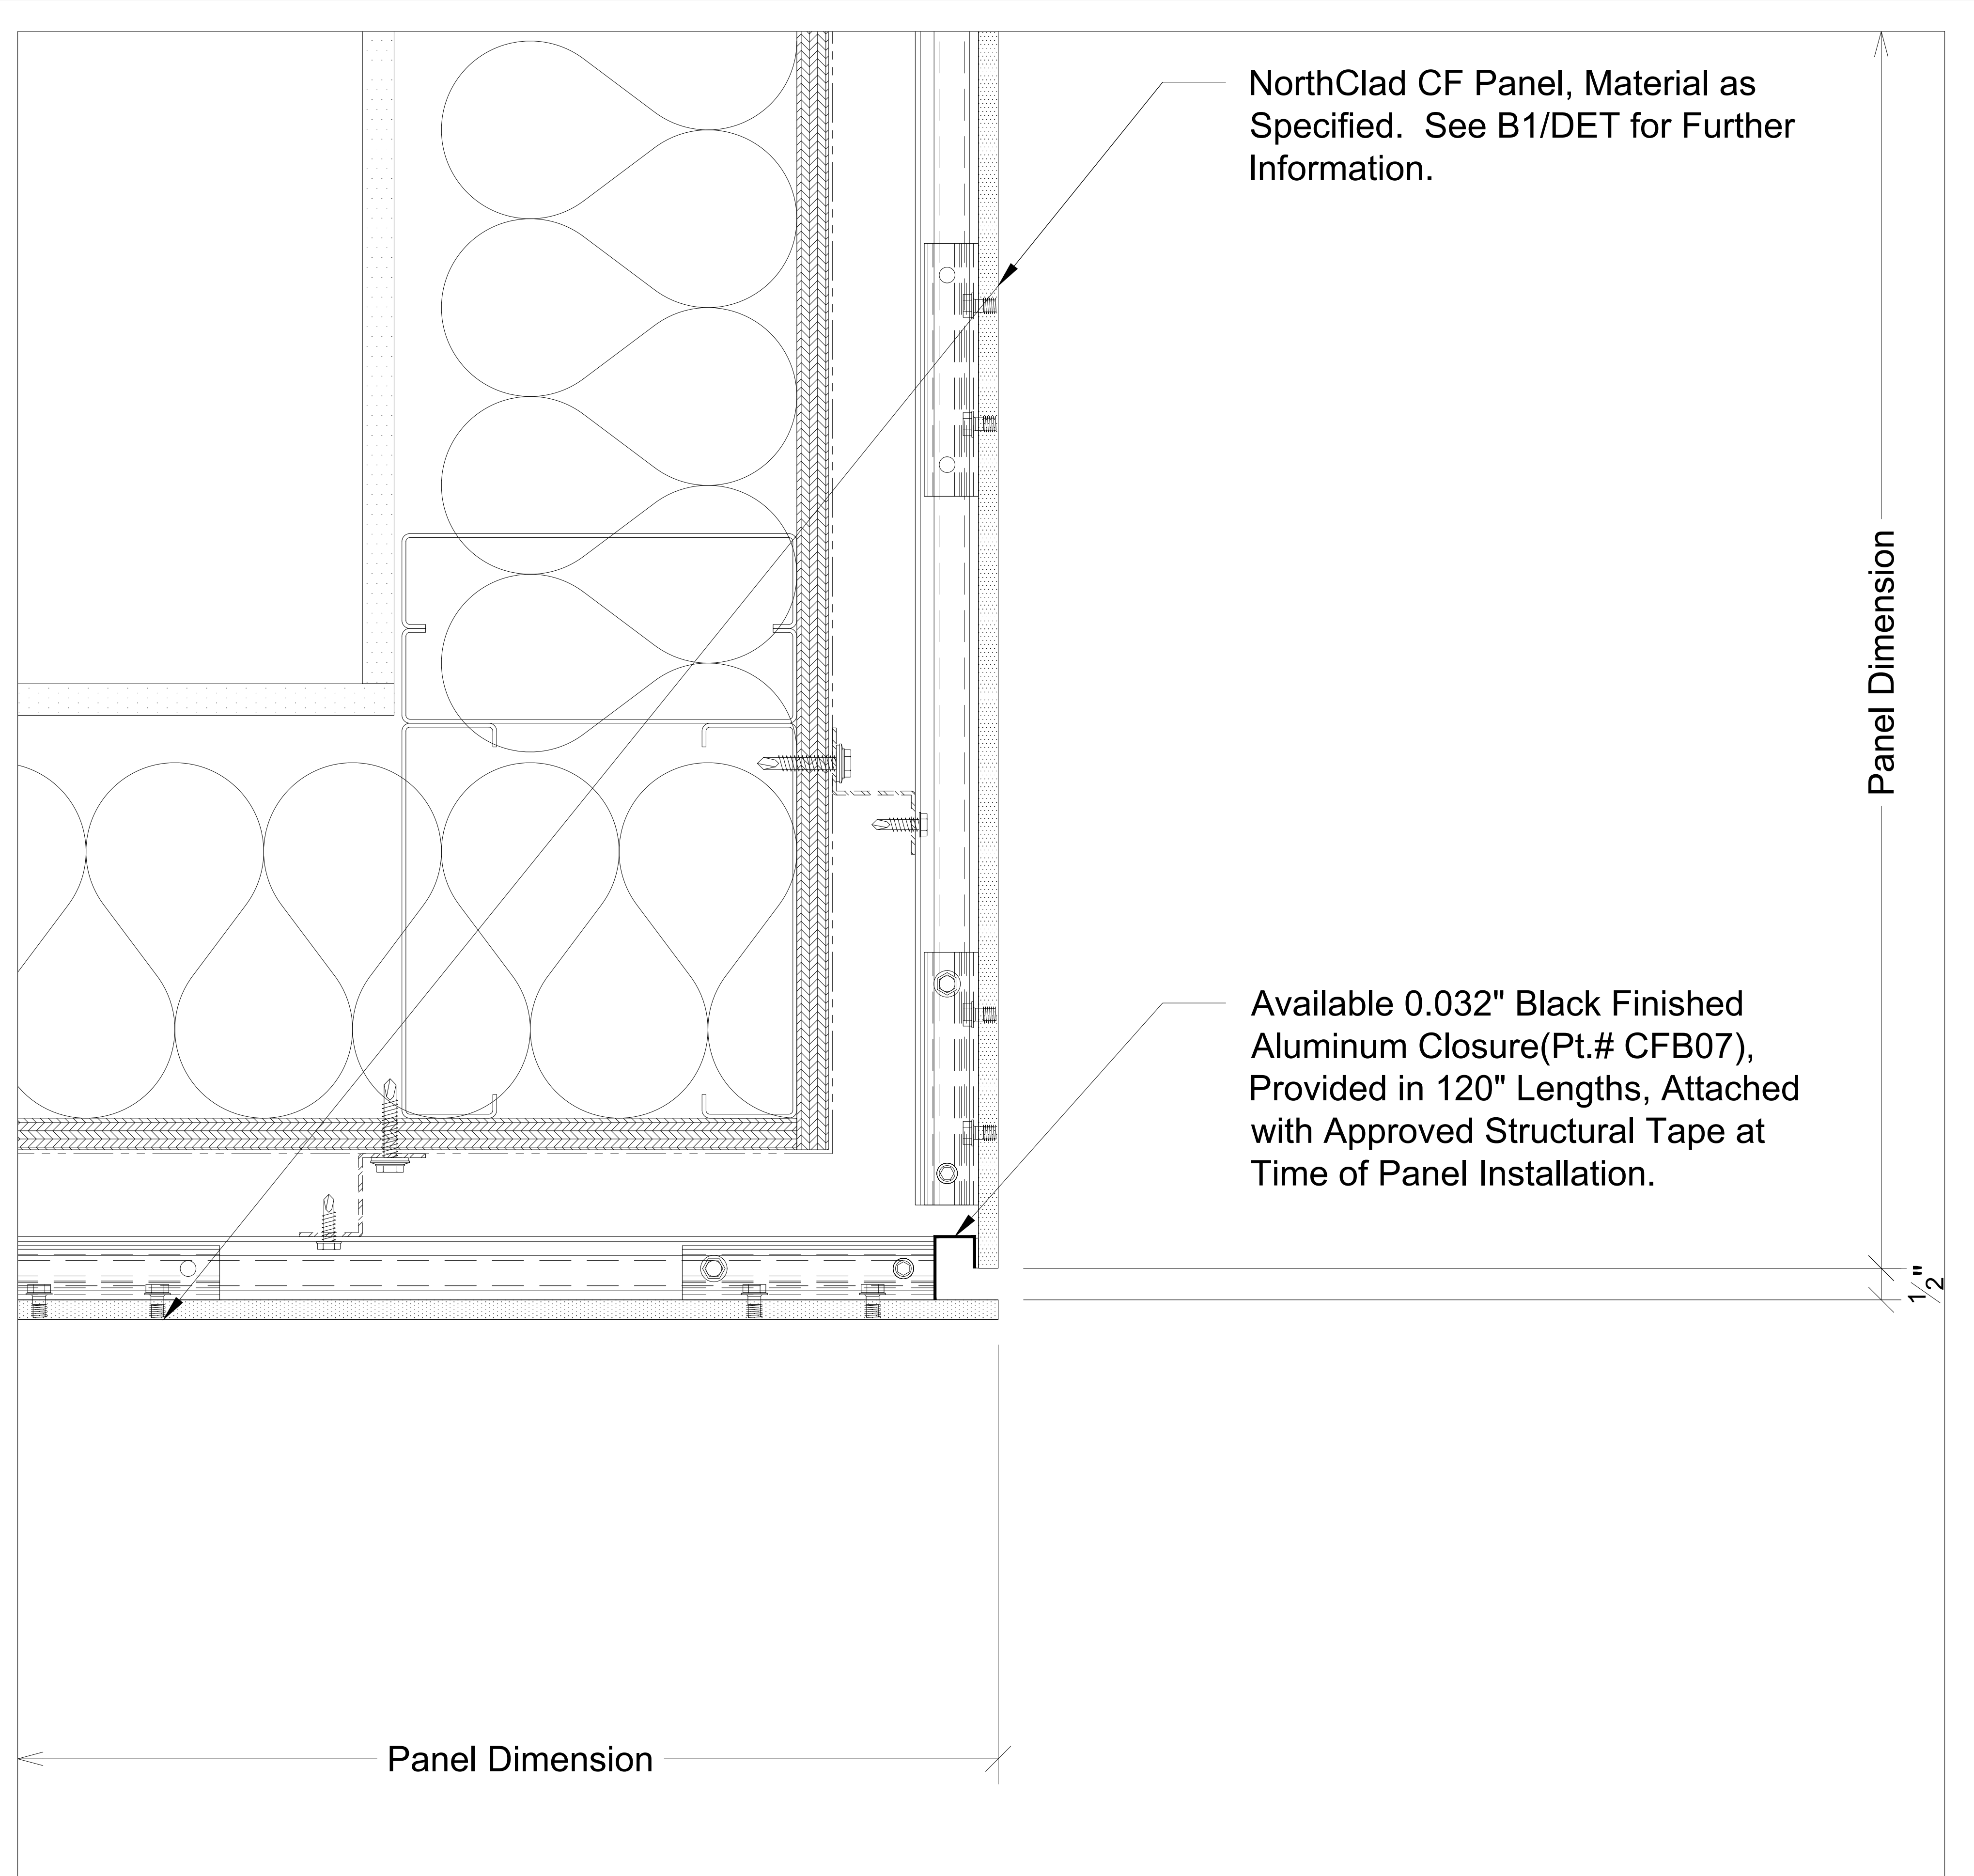 NorthClad CF Panel, Material as
Specified.  See B1/DET for Further
Information.
Panel Dimension
Available 0.032" Black Finished
Aluminum Closure(Pt.# CFB07),
Provided in 120" Lengths, Attached
with Approved Structural Tape at
Time of Panel Installation.
1/2"
Panel Dimension